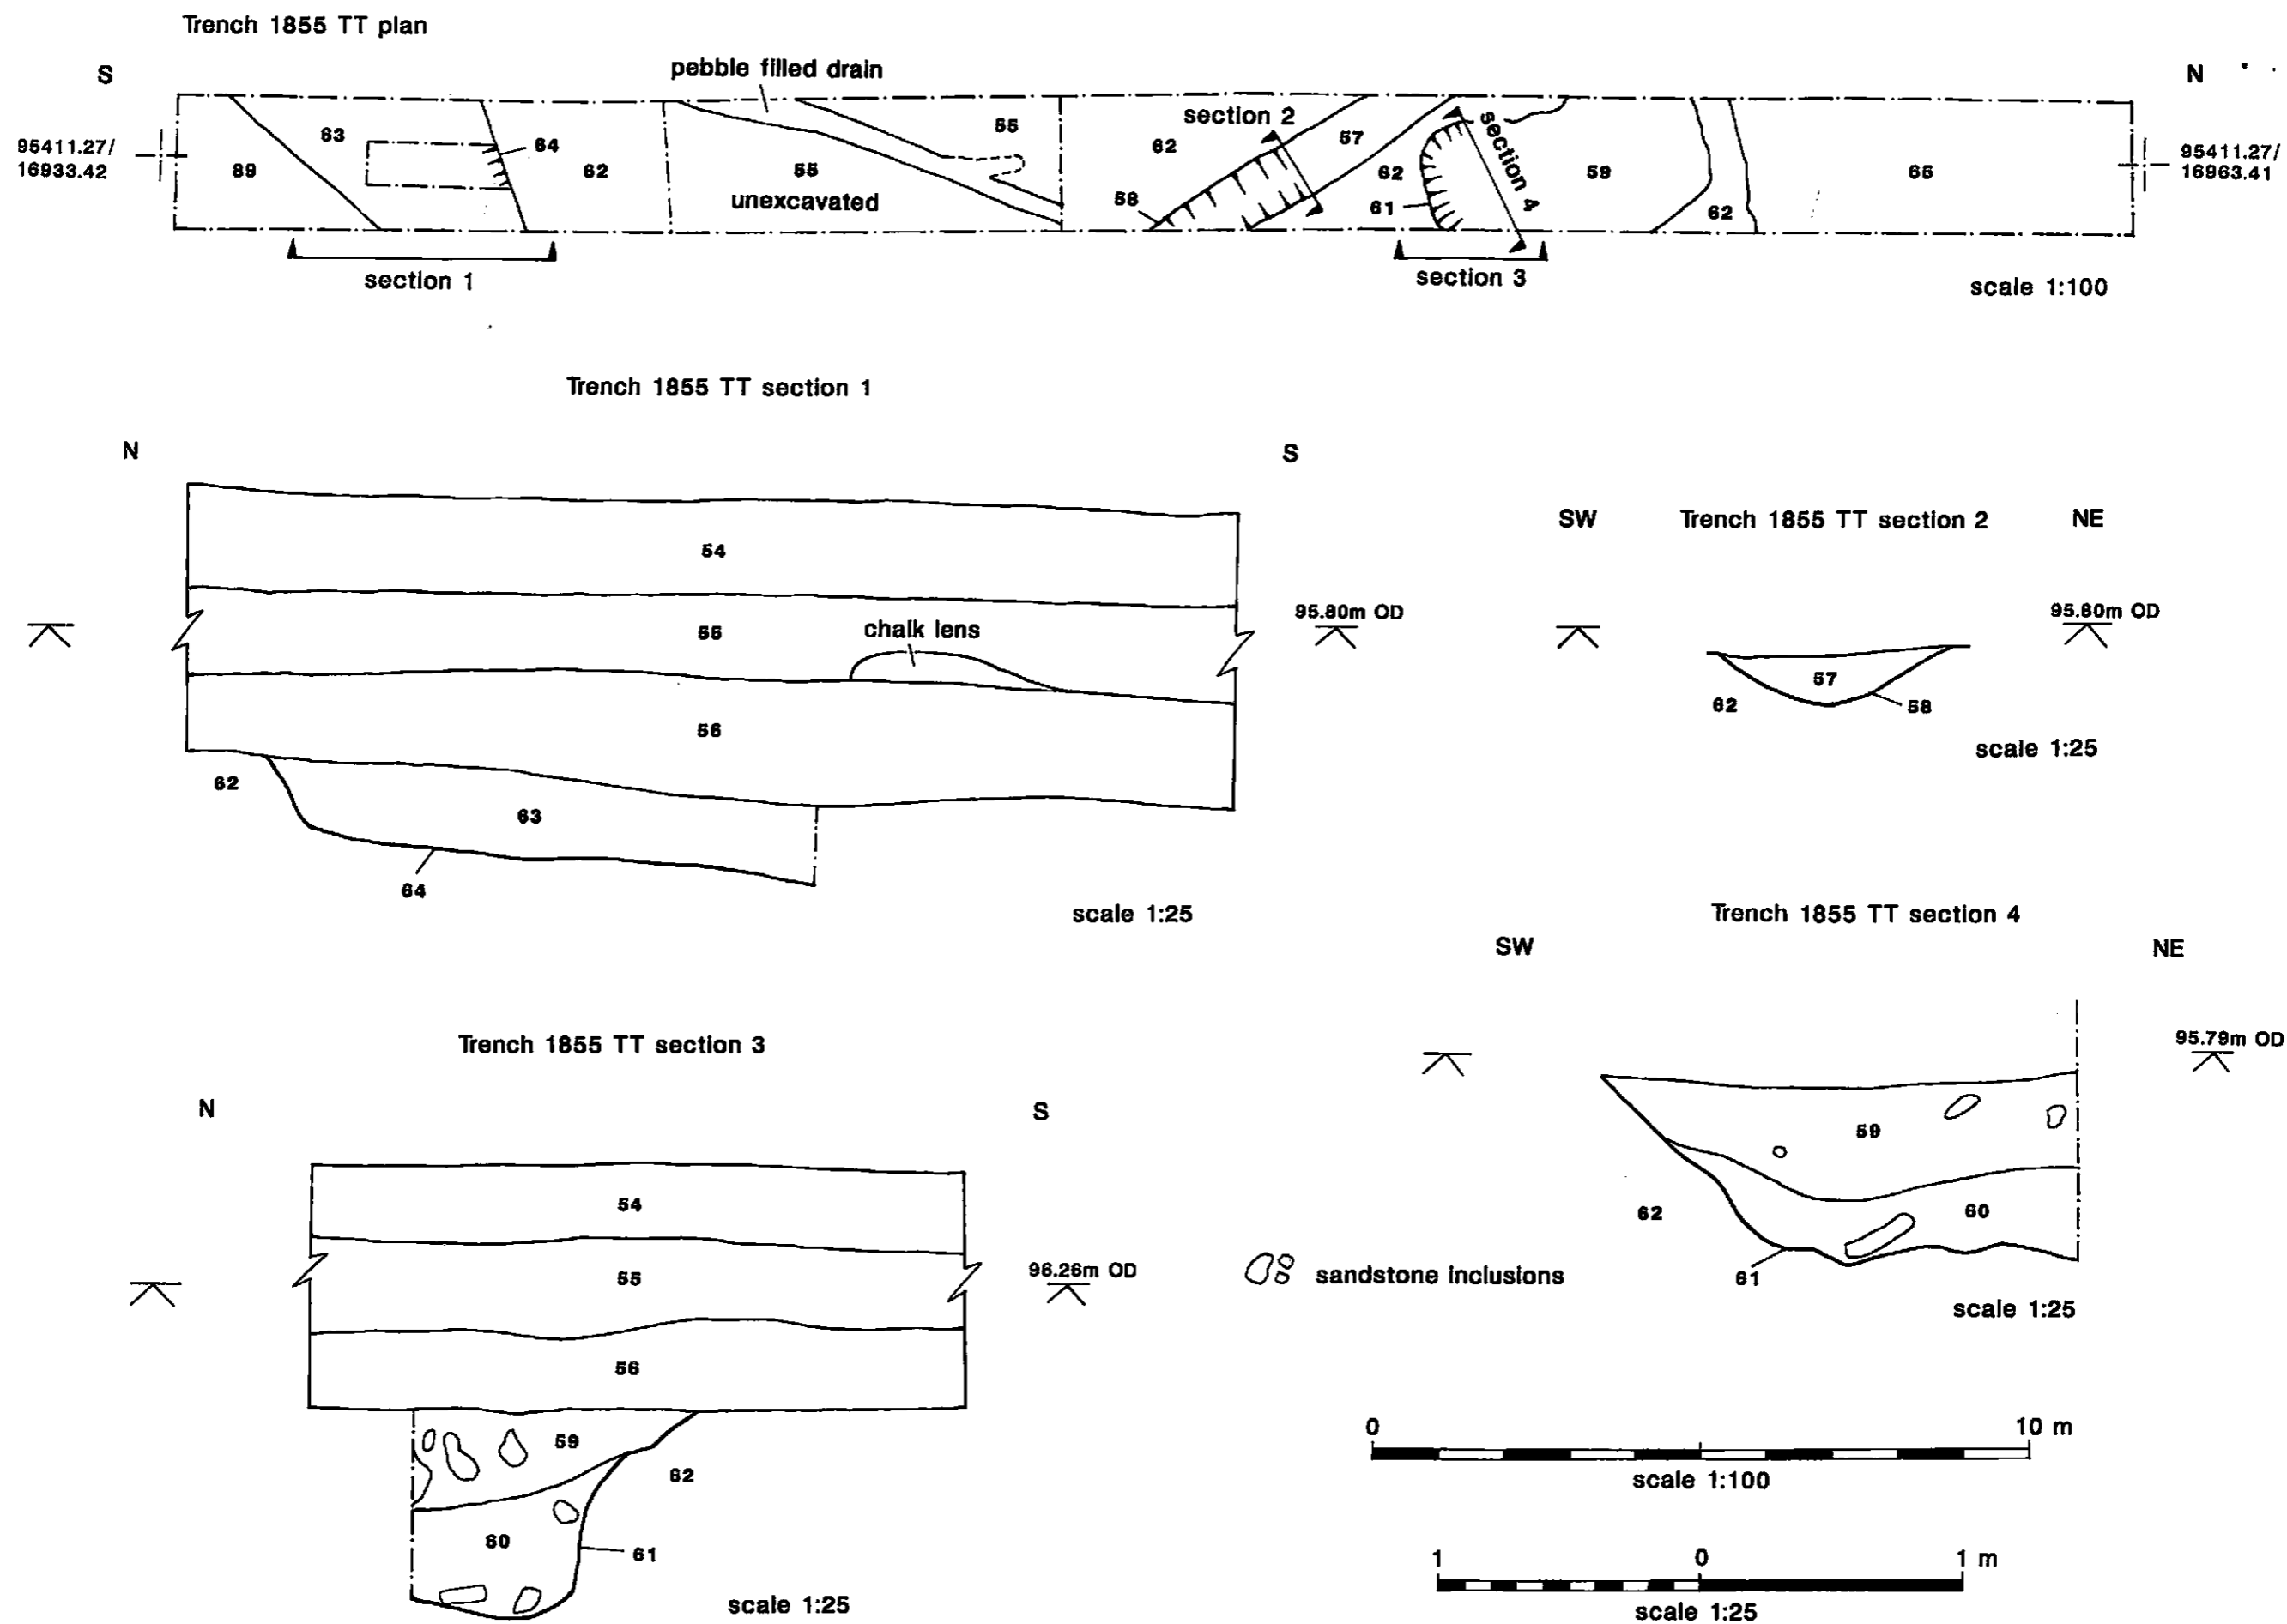 Trench 1855 TT plan
S
N
pebble filled drain
95411.27/
16933.42
89
63
64
62
55
unexcavated
55
62
section 2
58
57
62
61
section 4
59
62
65
95411.27/
16963.41
section 1
section 3
scale 1:100
Trench 1855 TT section 1
N
S
54
55
chalk lens
95.80m OD
56
62
63
64
scale 1:25
SW
Trench 1855 TT section 2
NE
95.80m OD
57
62
58
scale 1:25
Trench 1855 TT section 4
SW
NE
95.79m OD
59
62
60
61
scale 1:25
Trench 1855 TT section 3
N
S
54
55
96.26m OD
56
59
62
60
61
scale 1:25
sandstone inclusions
0
10 m
scale 1:100
1
0
1 m
scale 1:25